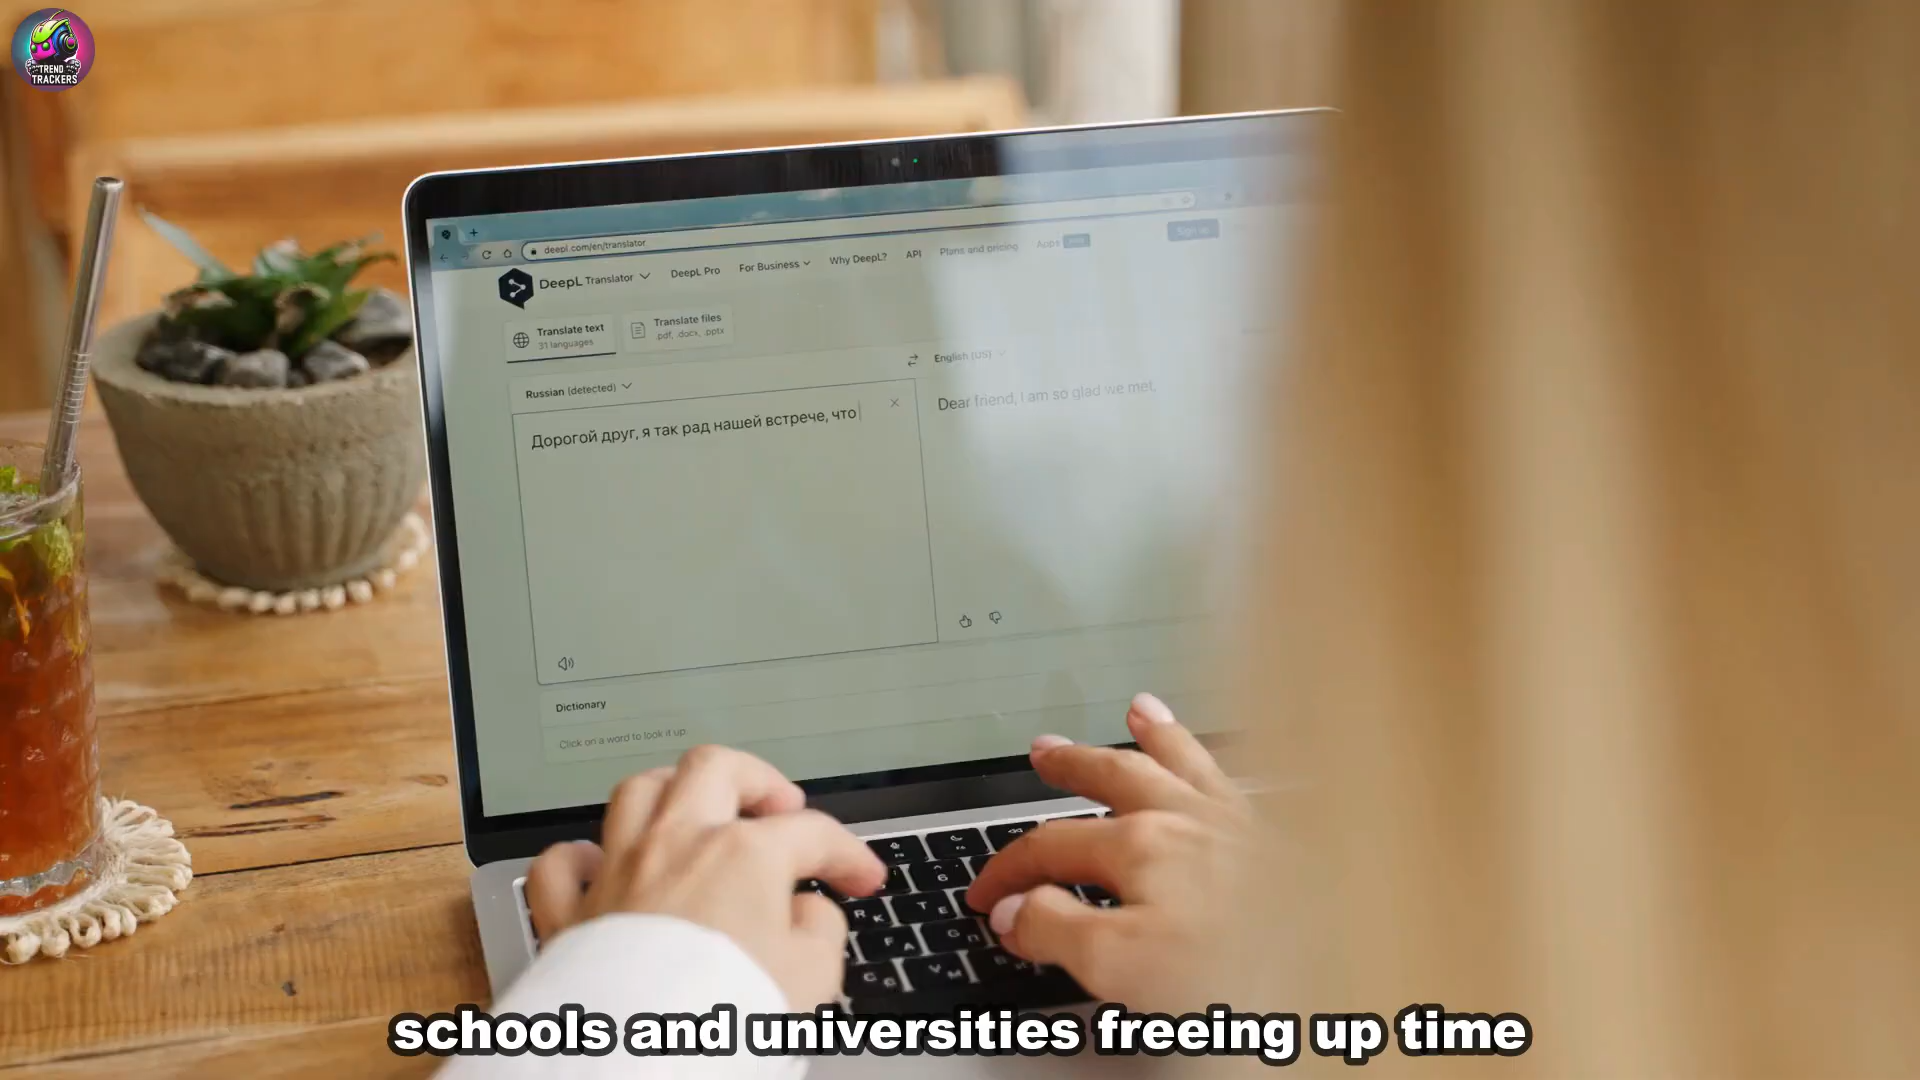 TREND
TRACKERS
deepl.com/en/translator
DeepL Translator
DeepL Pro
For Business
Why DeepL?
API
Plans and pricing
Apps
Sign up
Translate text
31 languages
Translate files
.pdf, .docx, .pptx
Russian (detected)
English (US)
Дорогой друг, я так рад нашей встрече, что
Dear friend, I am so glad we met,
Dictionary
Click on a word to look it up.
schools and universities freeing up time